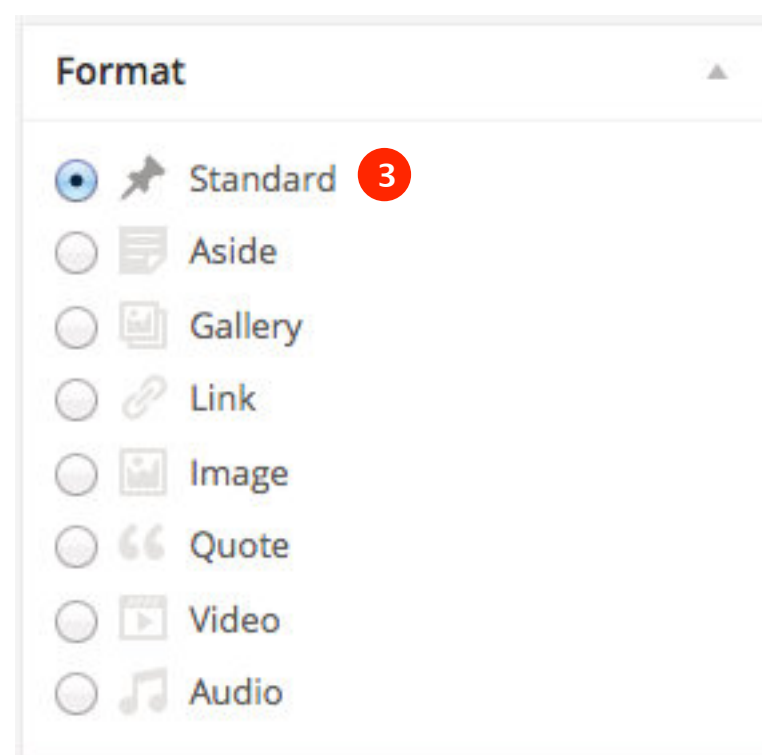 Format
Standard 3
Aside
Gallery
Link
Image
Quote
Video
Audio